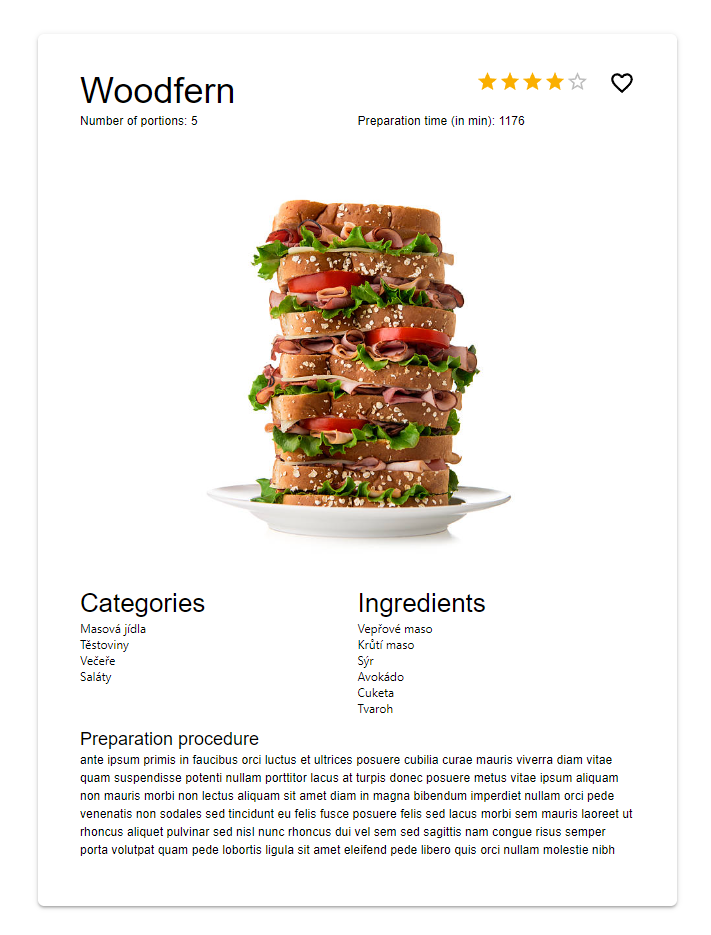 Woodfern
Number of portions: 5
Preparation time (in min): 1176
Categories
Masová jídla
Těstoviny
Večeře
Saláty
Ingredients
Vepřové maso
Krůtí maso
Sýr
Avokádo
Cuketa
Tvaroh
Preparation procedure
ante ipsum primis in faucibus orci luctus et ultrices posuere cubilia curae mauris viverra diam vitae
quam suspendisse potenti nullam porttitor lacus at turpis donec posuere metus vitae ipsum aliquam
non mauris morbi non lectus aliquam sit amet diam in magna bibendum imperdiet nullam orci pede
venenatis non sodales sed tincidunt eu felis fusce posuere felis sed lacus morbi sem mauris laoreet ut
rhoncus aliquet pulvinar sed nisl nunc rhoncus dui vel sem sed sagittis nam congue risus semper
porta volutpat quam pede lobortis ligula sit amet eleifend pede libero quis orci nullam molestie nibh